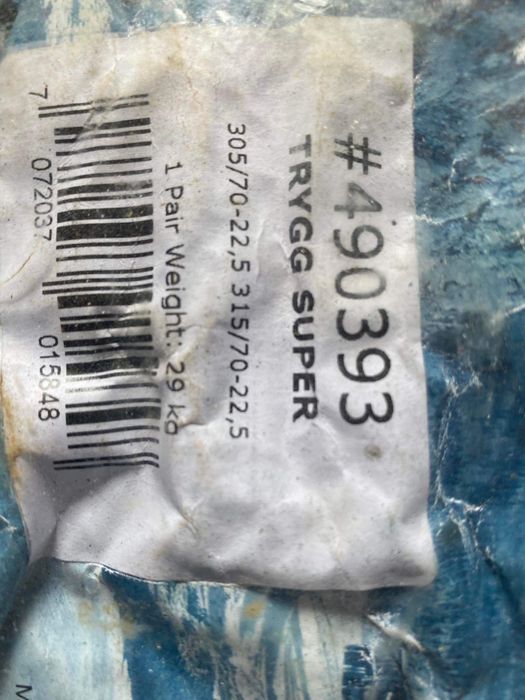 #490393
TRYGG SUPER
305/70-22,5 315/70-22,5
1 Pair Weight: 29 kg
7 072037 015848